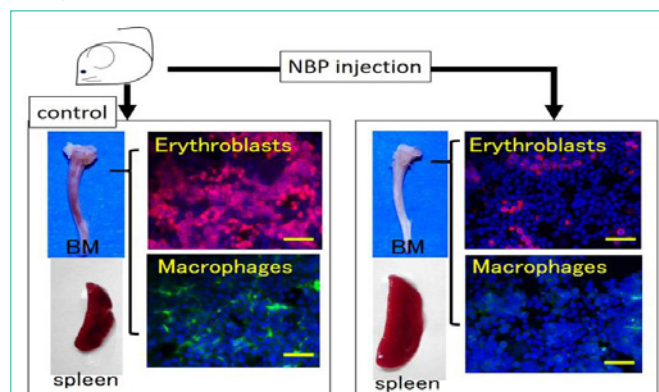 NBP injection
control
Erythroblasts
BM
Macrophages
spleen
Erythroblasts
BM
Macrophages
spleen